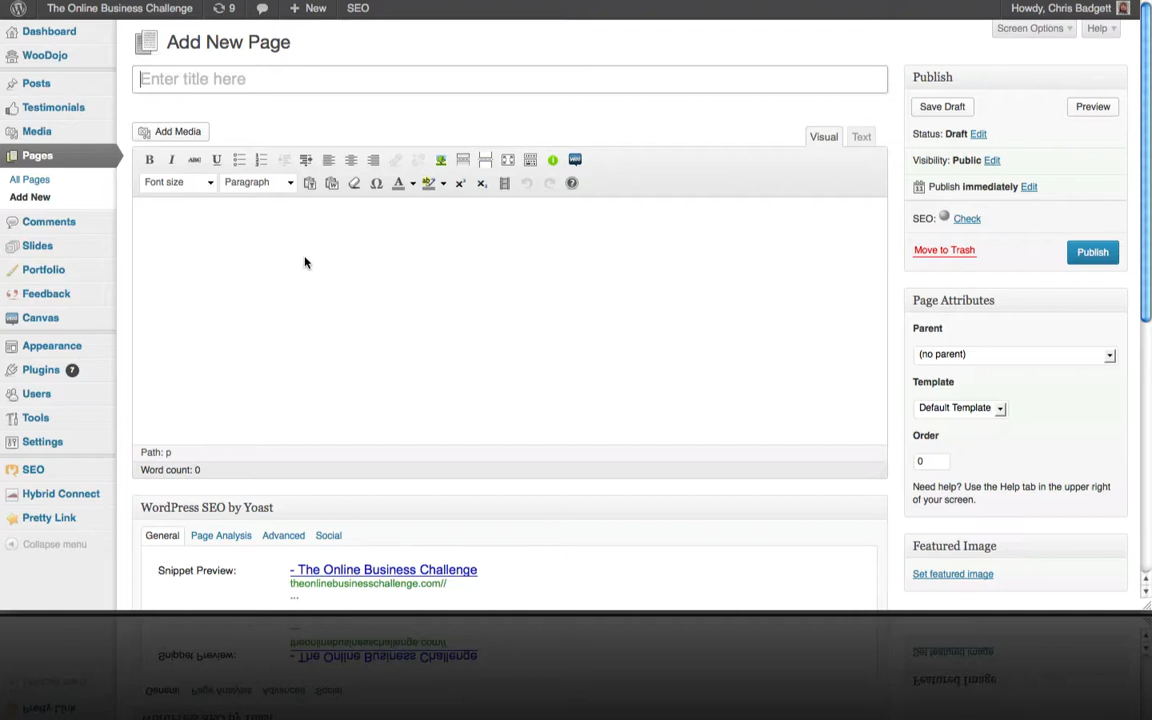 The Online Business Challenge 9 + New SEO Howdy, Chris Badgett
Dashboard
WooDojo
Posts
Testimonials
Media
Pages
All Pages
Add New
Comments
Slides
Portfolio
Feedback
Canvas
Appearance
Plugins 7
Users
Tools
Settings
SEO
Hybrid Connect
Pretty Link
Collapse menu
Screen Options Help
Add New Page
Enter title here
Add Media
Visual Text
B I ABC U
Font size Paragraph
Path: p
Word count: 0
WordPress SEO by Yoast
General Page Analysis Advanced Social
Snippet Preview: - The Online Business Challenge
theonlinebusinesschallenge.com//
...
Publish
Save Draft Preview
Status: Draft Edit
Visibility: Public Edit
Publish immediately Edit
SEO: Check
Move to Trash Publish
Page Attributes
Parent
(no parent)
Template
Default Template
Order
0
Need help? Use the Help tab in the upper right
of your screen.
Featured Image
Set featured image